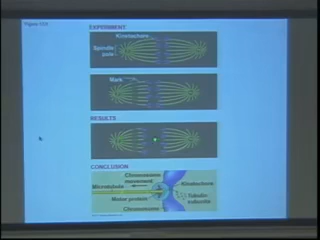 EXPERIMENT
Kinetochore
Spindle
pole
Mark
RESULTS
CONCLUSION
Chromosome
movement
Microtubule
Kinetochore
Motor protein
Tubulin
subunits
Chromosome